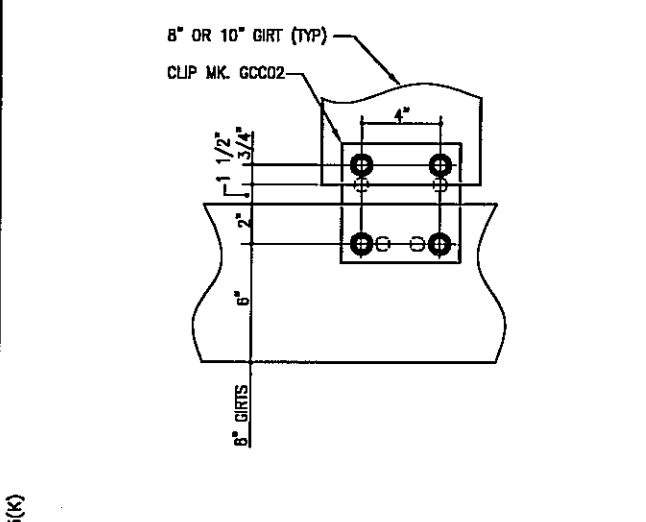 8" OR 10" GIRT (TYP)
CLIP MK. GCC02
4"
1 1/2"
3/4"
2"
6"
8" GIRTS